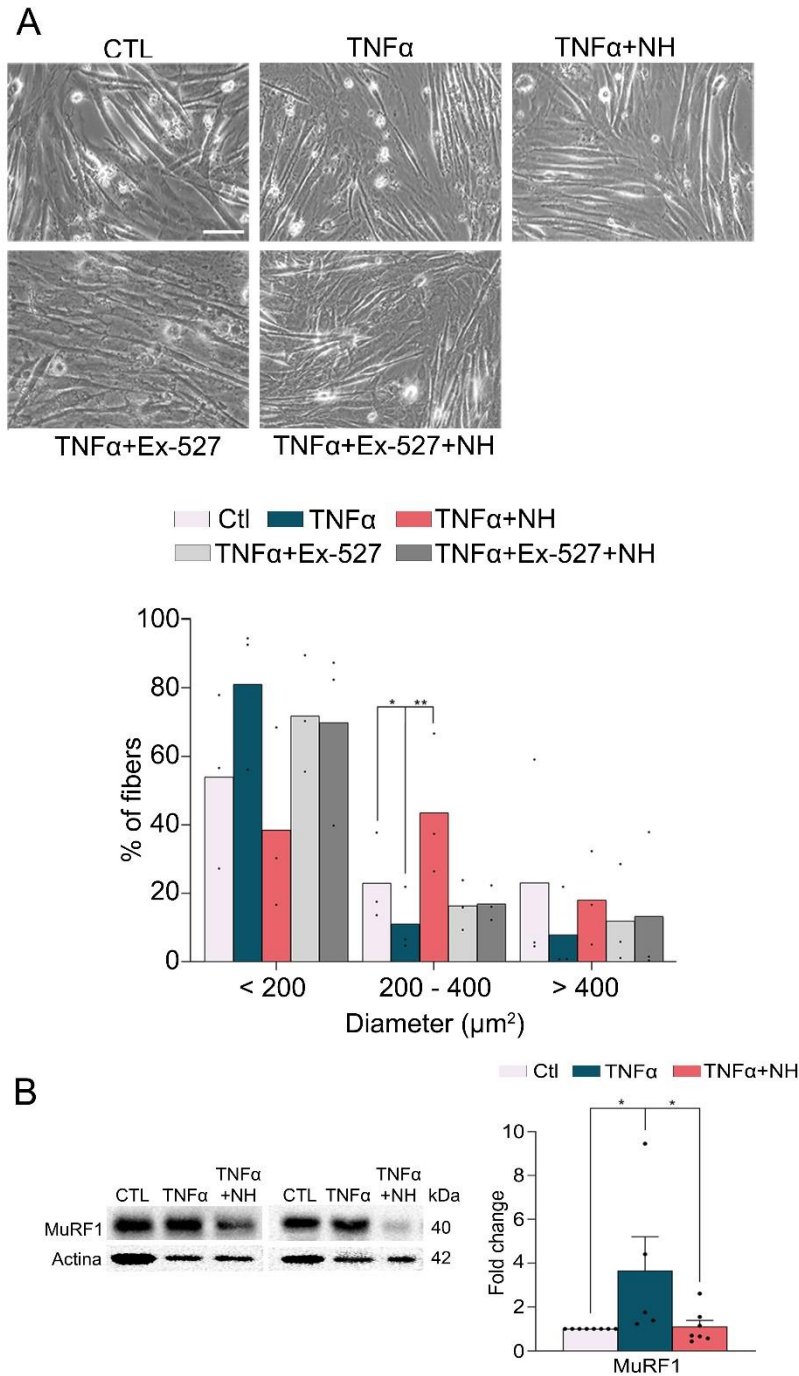 A
CTL TNFα TNFα+NH
TNFα+Ex-527 TNFα+Ex-527+NH
Ctl TNFα TNFα+NH
TNFα+Ex-527 TNFα+Ex-527+NH
100
80
60
40
20
0
% of fibers
* **
< 200 200 - 400 > 400
Diameter (µm²)
B
CTL TNFα TNFα +NH CTL TNFα TNFα +NH kDa
MuRF1 40
Actina 42
Ctl TNFα TNFα+NH
* *
10
8
6
4
2
0
Fold change
MuRF1